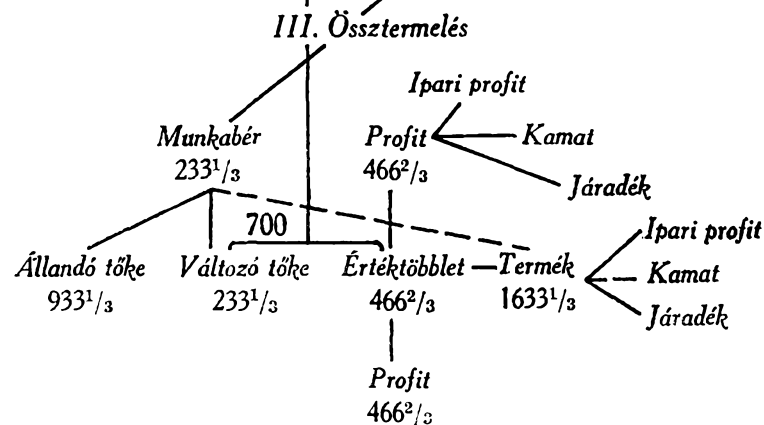 III. Össztermelés
Ipari profit
Munkabér Profit Kamat
233¹/₃ 466²/₃
Járadék
700
Ipari profit
Állandó tőke Változó tőke Értéktöbblet Termék Kamat
933¹/₃ 233¹/₃ 466²/₃ 1633¹/₃
Járadék
Profit
466²/₃